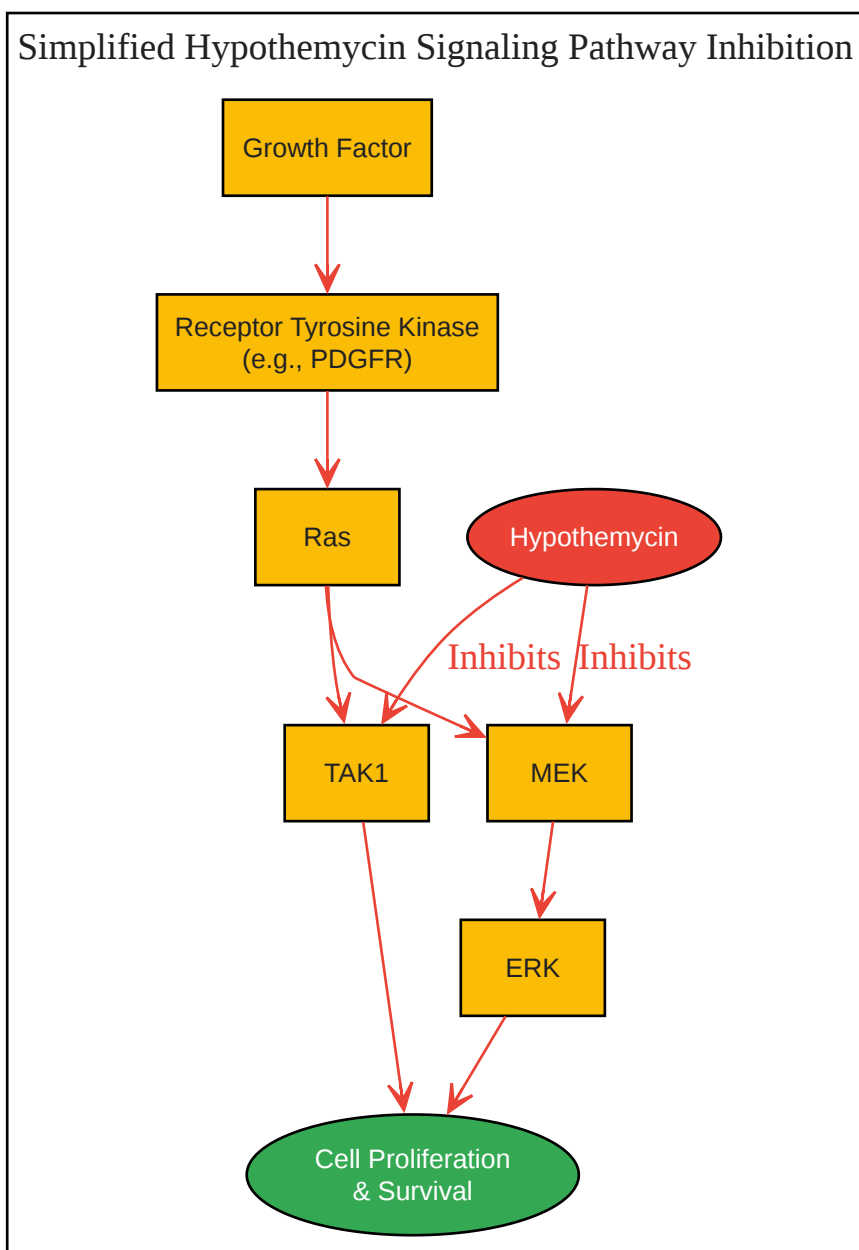 Simplified Hypothemycin Signaling Pathway Inhibition
Growth Factor
Receptor Tyrosine Kinase
(e.g., PDGFR)
Ras
Hypothemycin
Inhibits
Inhibits
TAK1
MEK
ERK
Cell Proliferation
& Survival